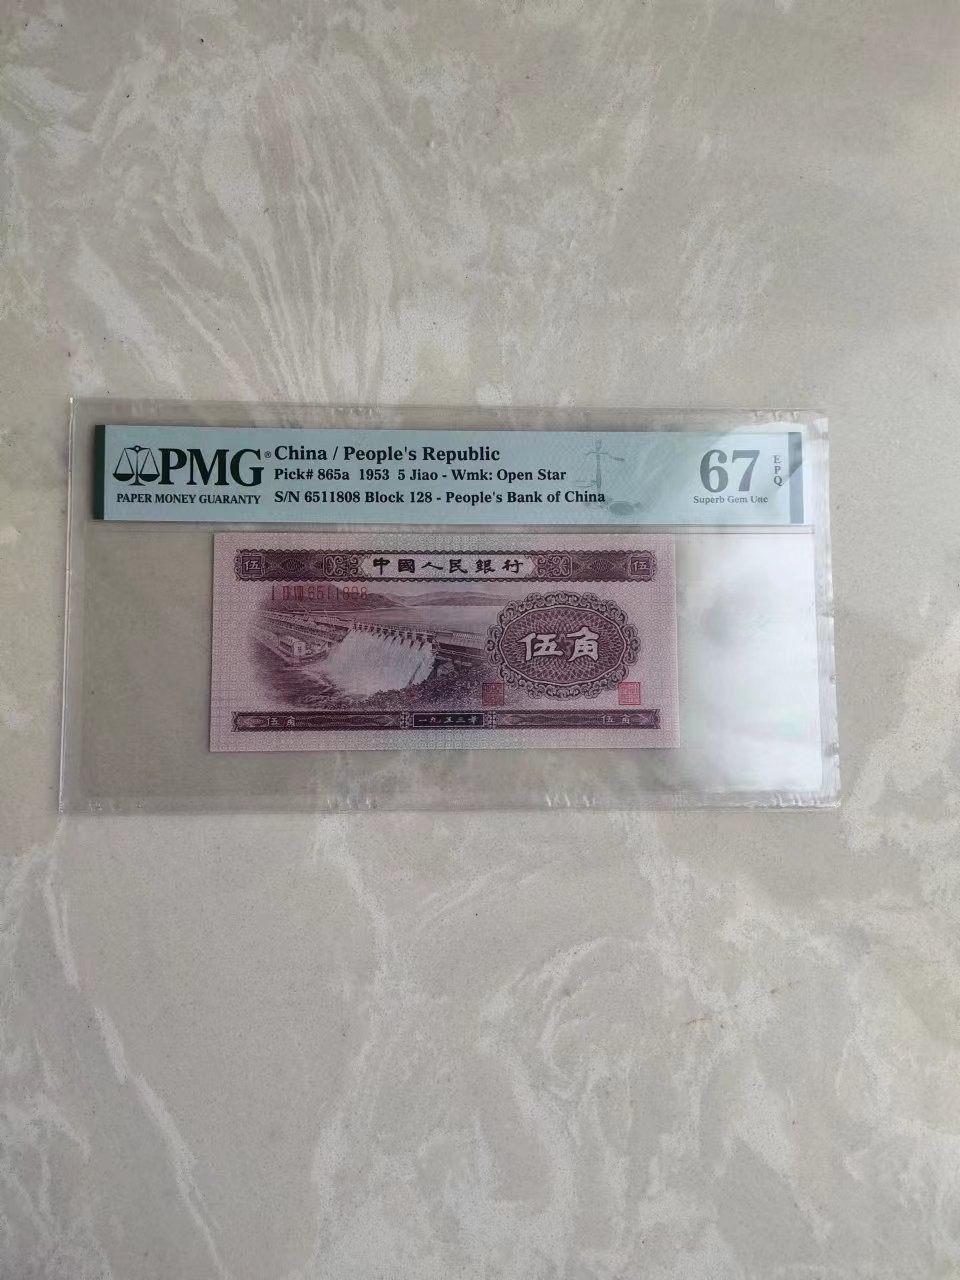 PMG®
PAPER MONEY GUARANTY
China / People's Republic
Pick# 865a 1953 5 Jiao - Wmk: Open Star
S/N 6511808 Block 128 - People's Bank of China
67
EPQ
Superb Gem Unc
伍 中國人民銀行 伍
6511808
伍角
伍角 一九五三年 伍角